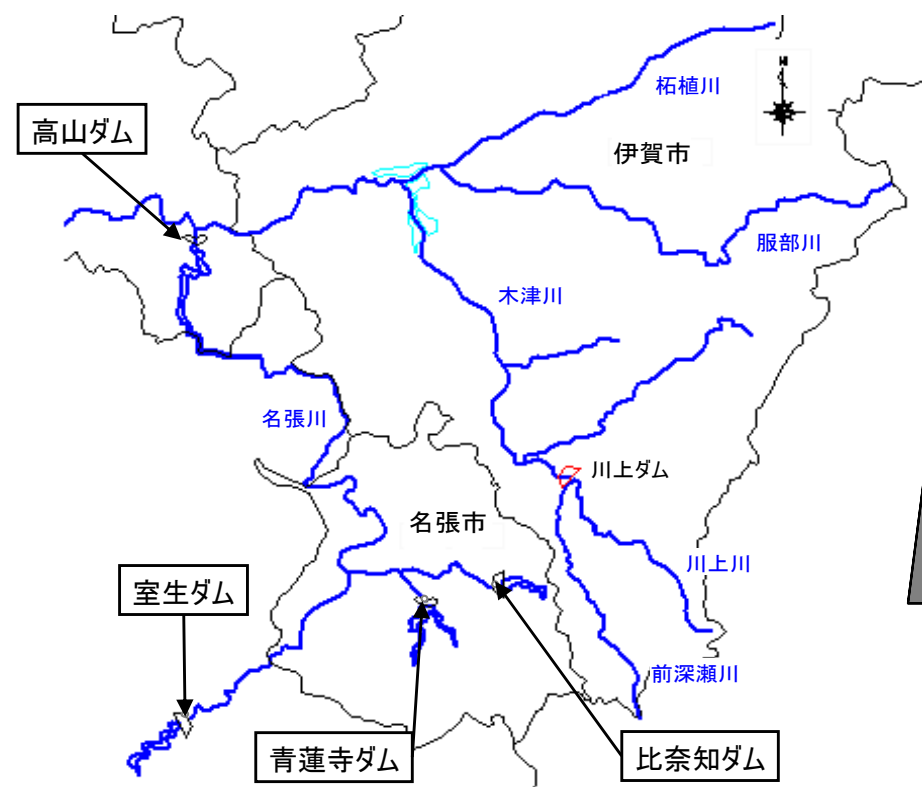 柘植川
高山ダム
伊賀市
服部川
木津川
名張川
川上ダム
名張市
川上川
室生ダム
前深瀬川
青蓮寺ダム
比奈知ダム